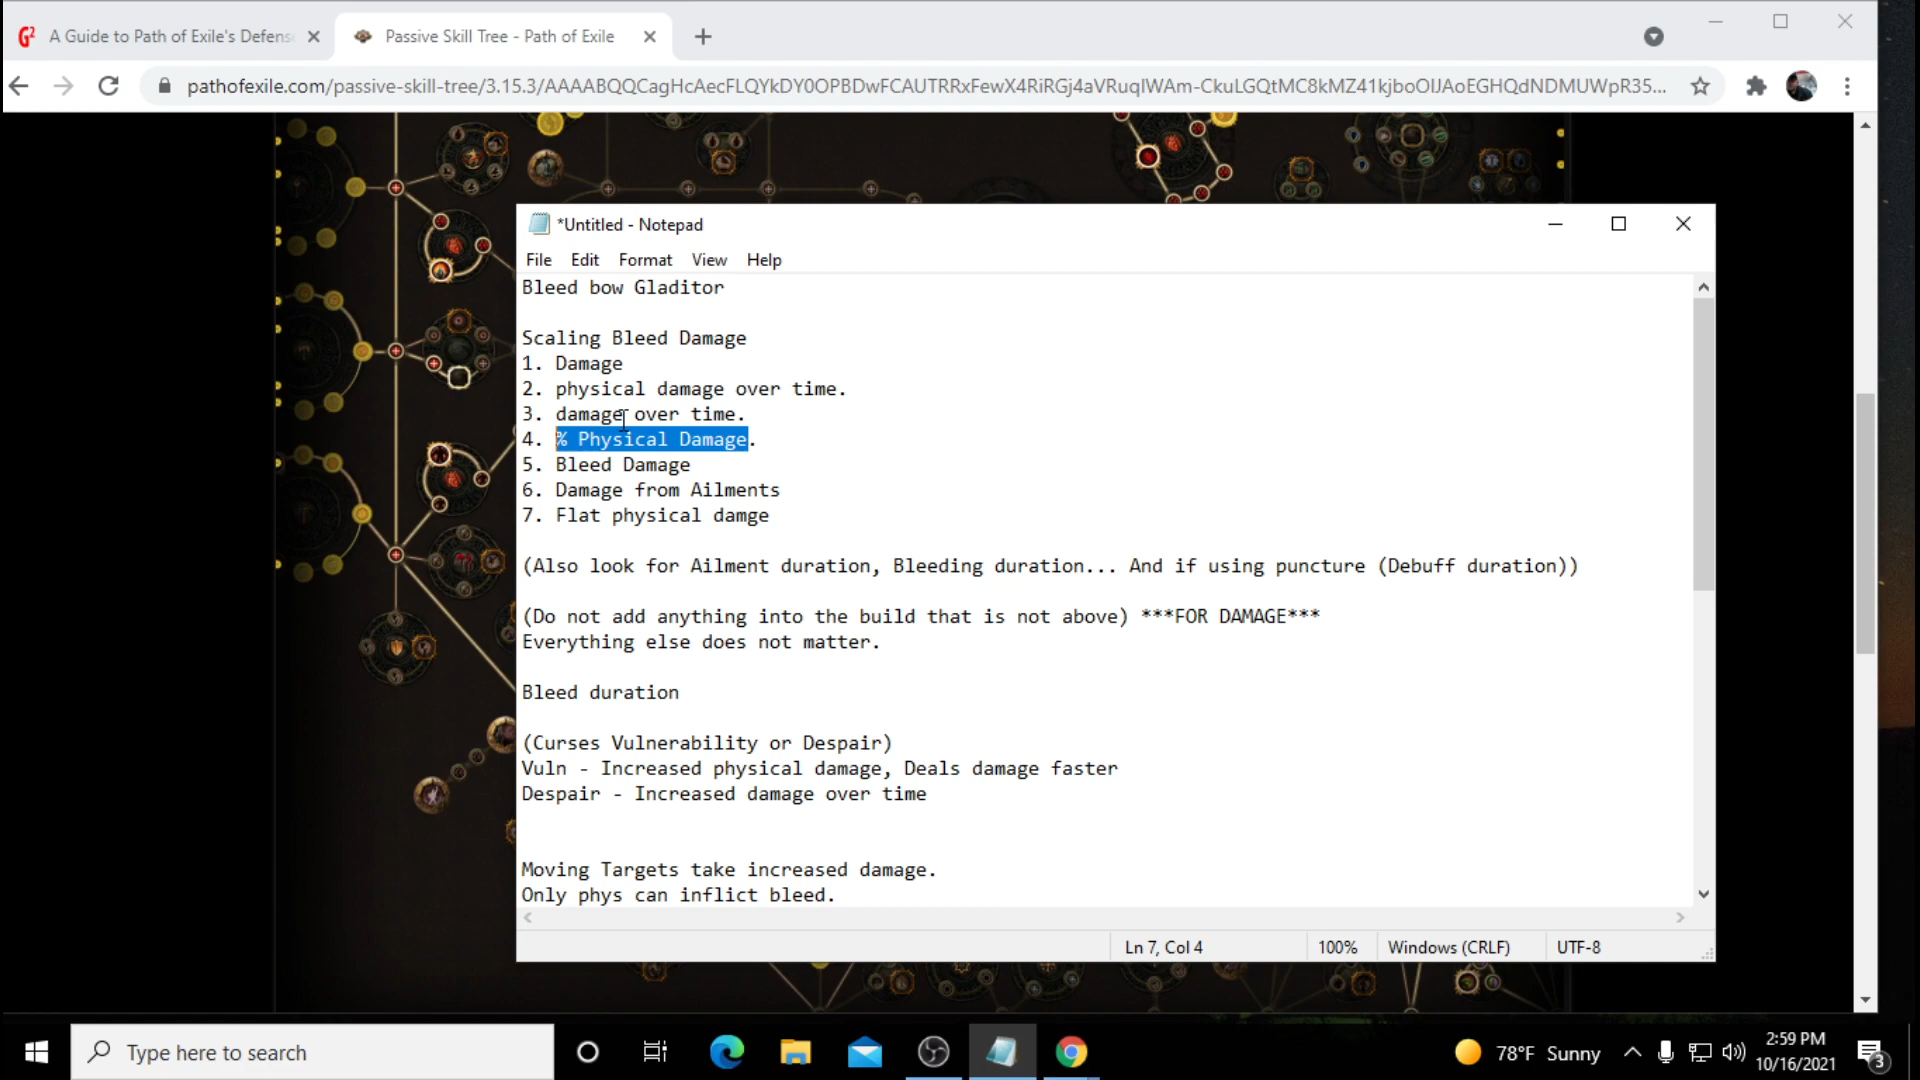 A Guide to Path of Exile's Defens
Passive Skill Tree - Path of Exile
pathofexile.com/passive-skill-tree/3.15.3/AAAABQQCagHcAecFLQYkDY0OPBDwFCAUTRRxFewX4RiRGj4aVRuqIWAm-CkuLGQtMC8kMZ41kjboOIJAoEGHQdNDMUWpR35...
*Untitled - Notepad
File Edit Format View Help
Bleed bow Gladitor
Scaling Bleed Damage
1. Damage
2. physical damage over time.
3. damage over time.
4. % Physical Damage.
5. Bleed Damage
6. Damage from Ailments
7. Flat physical damge
(Also look for Ailment duration, Bleeding duration... And if using puncture (Debuff duration))
(Do not add anything into the build that is not above) ***FOR DAMAGE***
Everything else does not matter.
Bleed duration
(Curses Vulnerability or Despair)
Vuln - Increased physical damage, Deals damage faster
Despair - Increased damage over time
Moving Targets take increased damage.
Only phys can inflict bleed.
Ln 7, Col 4 100% Windows (CRLF) UTF-8
Type here to search
78°F Sunny
2:59 PM
10/16/2021
3